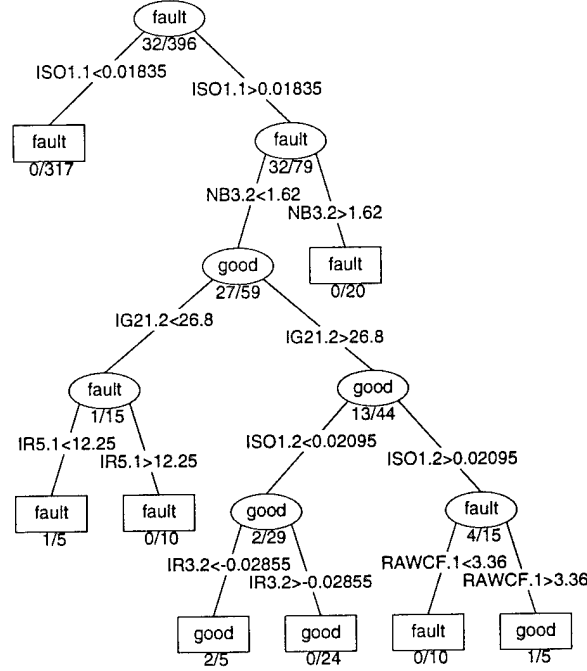 fault
32/396
ISO1.1<0.01835
ISO1.1>0.01835
fault
0/317
fault
32/79
NB3.2<1.62
NB3.2>1.62
good
27/59
fault
0/20
IG21.2<26.8
IG21.2>26.8
fault
1/15
good
13/44
IR5.1<12.25
IR5.1>12.25
ISO1.2<0.02095
ISO1.2>0.02095
fault
1/5
fault
0/10
good
2/29
fault
4/15
IR3.2<-0.02855
IR3.2>-0.02855
RAWCF.1<3.36
RAWCF.1>3.36
good
2/5
good
0/24
fault
0/10
good
1/5